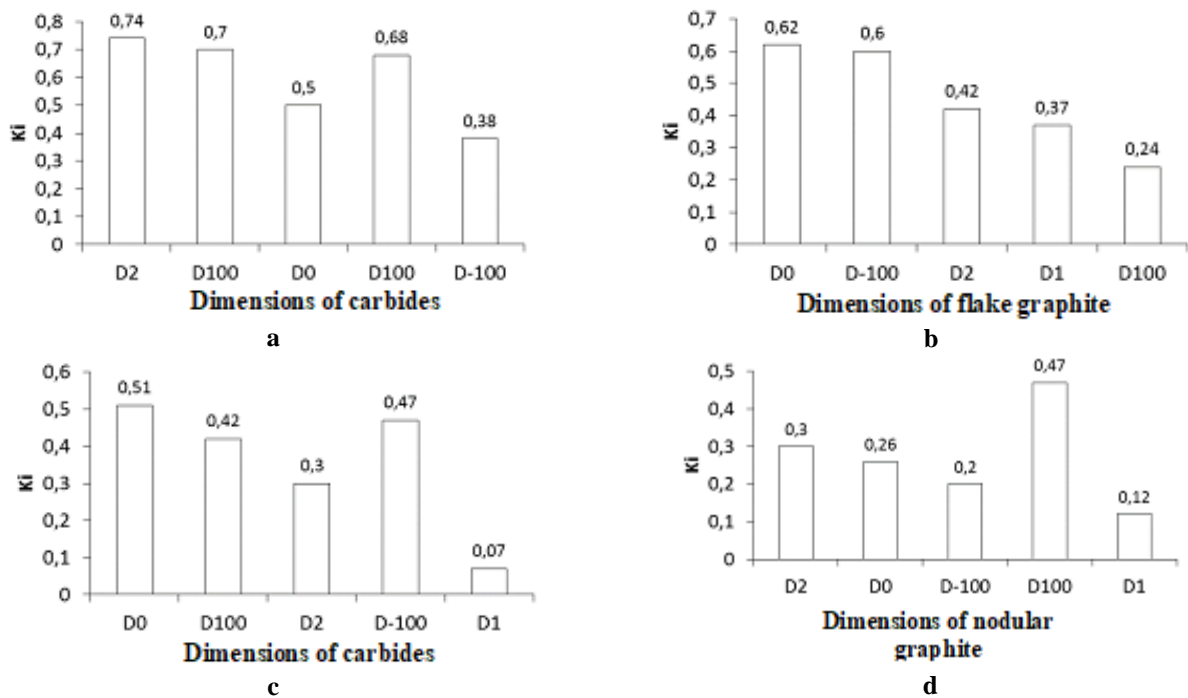 0,8
0,7
0,6
0,5
0,4
0,3
0,2
0,1
0
Ki
0,74
0,7
0,5
0,68
0,38
D2 D100 D0 D100 D-100
Dimensions of carbides
a
0,7
0,6
0,5
0,4
0,3
0,2
0,1
0
Ki
0,62
0,6
0,42
0,37
0,24
D0 D-100 D2 D1 D100
Dimensions of flake graphite
b
0,6
0,5
0,4
0,3
0,2
0,1
0
Ki
0,51
0,42
0,3
0,47
0,07
D0 D100 D2 D-100 D1
Dimensions of carbides
c
0,5
0,4
0,3
0,2
0,1
0
Ki
0,3
0,26
0,2
0,47
0,12
D2 D0 D-100 D100 D1
Dimensions of nodular
graphite
d